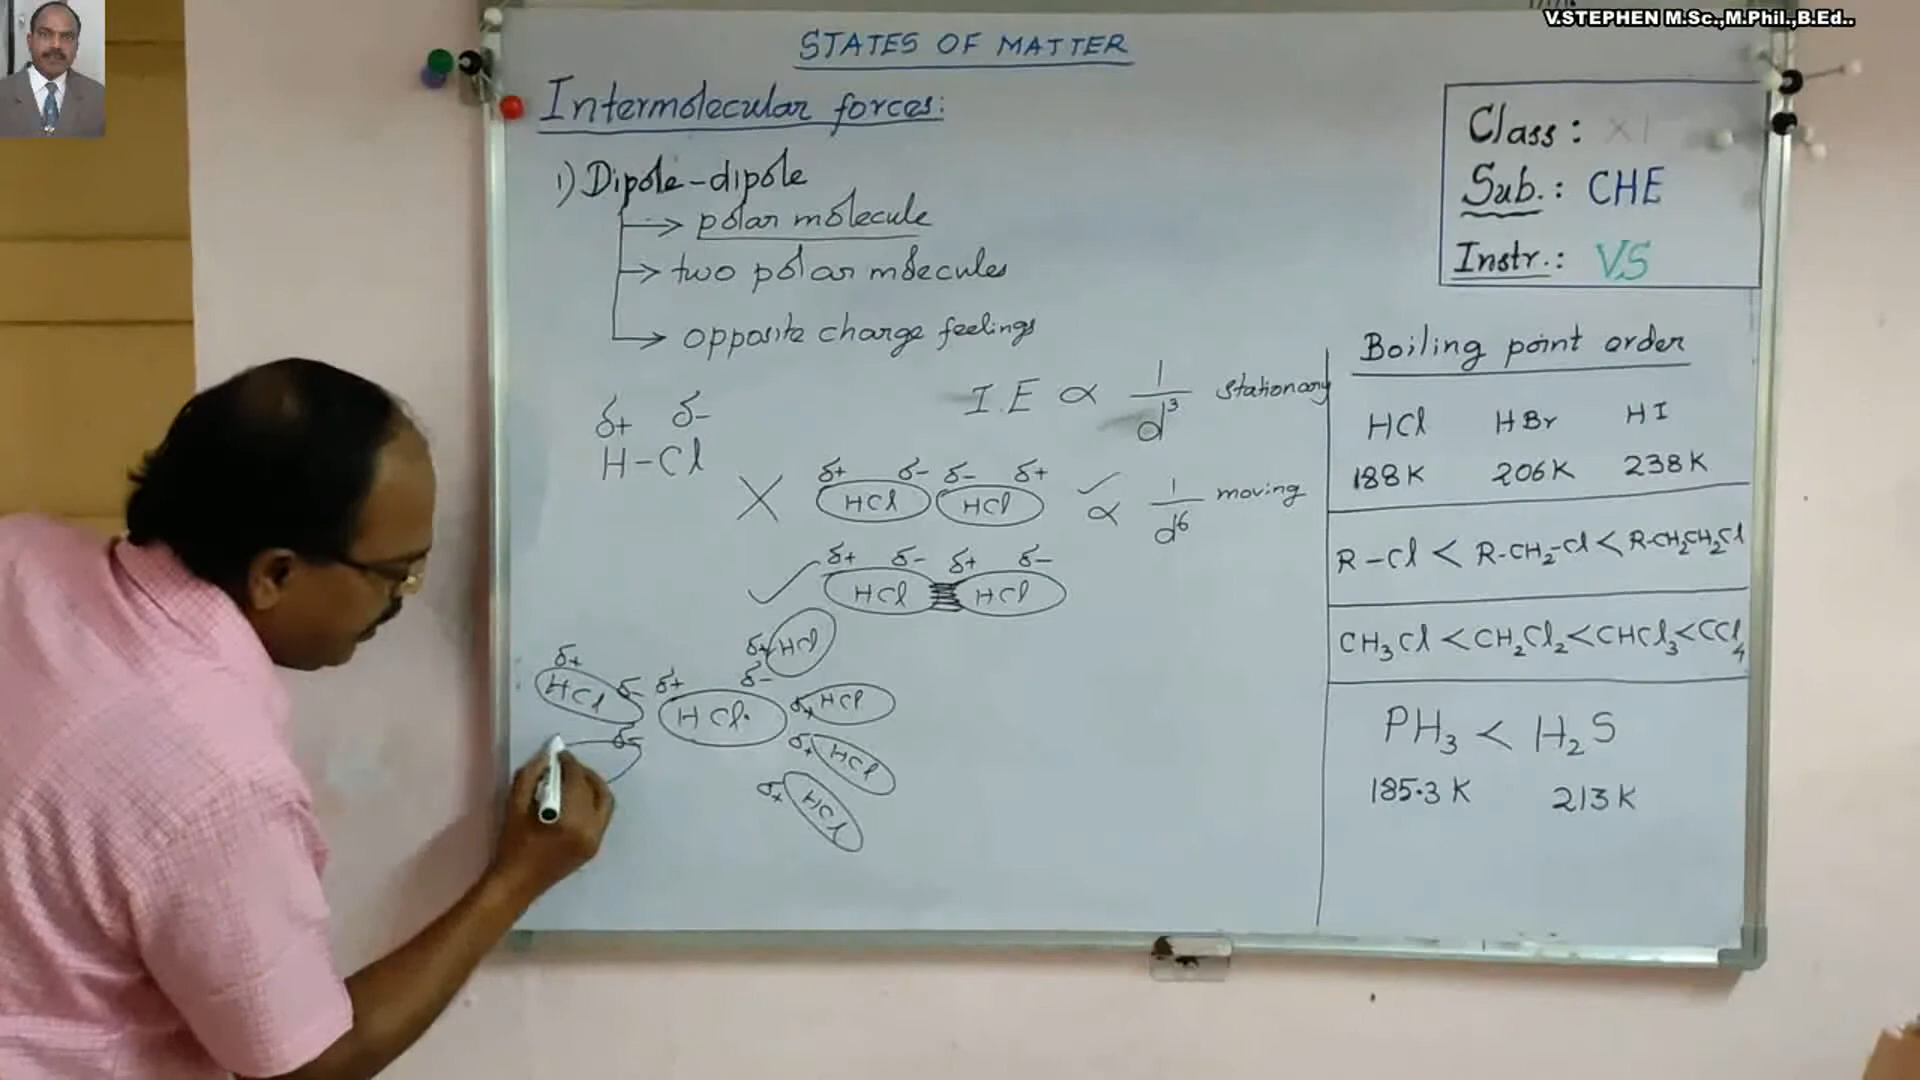 V.STEPHEN M.Sc.,M.Phil.,B.Ed..
STATES OF MATTER
Intermolecular forces:
1) Dipole-dipole
→ polar molecule
→ two polar molecules
→ opposite charge feelings
δ+ δ-
H-Cl
I.E ∝ 1/d³ stationary
X δ+ δ- δ- δ+
HCl HCl ✓ ∝ 1/d⁶ moving
✓ δ+ δ- δ+ δ-
HCl HCl
δ+ HCl
δ+ δ- δ+ δ-
HCl HCl. δ+ HCl
δ- δ+ HCl
δ+ HCl
Class : XI
Sub. : CHE
Instr. : VS
Boiling point order
HCl HBr HI
188K 206K 238K
R-Cl < R-CH₂-Cl < R-CH₂CH₂Cl
CH₃Cl < CH₂Cl₂ < CHCl₃ < CCl₄
PH₃ < H₂S
185.3 K 213 K